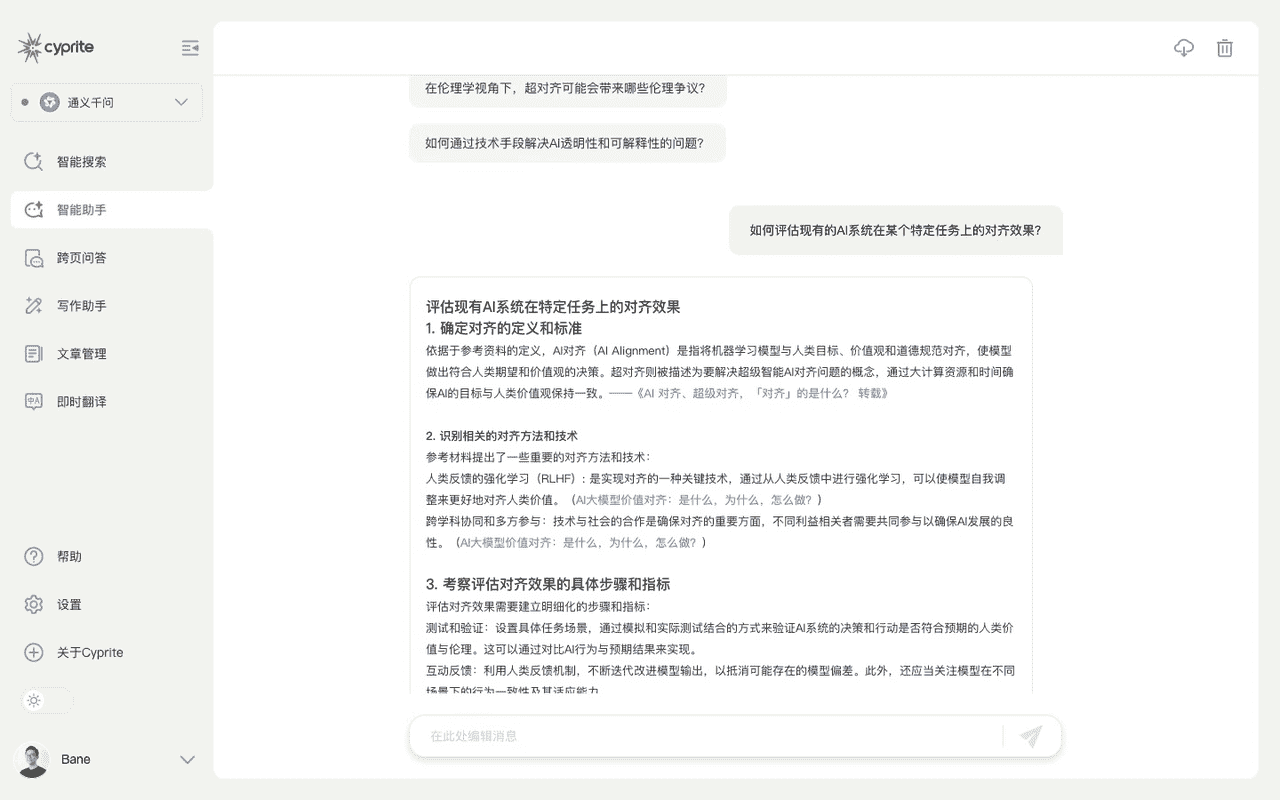 cyprite
通义千问
智能搜索
智能助手
跨页问答
写作助手
文章管理
中A
即时翻译
帮助
设置
关于Cyprite
Bane
在伦理学视角下，超对齐可能会带来哪些伦理争议？
如何通过技术手段解决AI透明性和可解释性的问题？
如何评估现有的AI系统在某个特定任务上的对齐效果？
评估现有AI系统在特定任务上的对齐效果
1. 确定对齐的定义和标准
依据于参考资料的定义，AI对齐（AI Alignment）是指将机器学习模型与人类目标、价值观和道德规范对齐，使模型
做出符合人类期望和价值观的决策。超对齐则被描述为要解决超级智能AI对齐问题的概念，通过大计算资源和时间确
保AI的目标与人类价值观保持一致。——《AI 对齐、超级对齐，「对齐」的是什么？ 转载》
2. 识别相关的对齐方法和技术
参考材料提出了一些重要的对齐方法和技术：
人类反馈的强化学习（RLHF）: 是实现对齐的一种关键技术，通过从人类反馈中进行强化学习，可以使模型自我调
整来更好地对齐人类价值。（AI大模型价值对齐：是什么，为什么，怎么做？）
跨学科协同和多方参与：技术与社会的合作是确保对齐的重要方面，不同利益相关者需要共同参与以确保AI发展的良
性。（AI大模型价值对齐：是什么，为什么，怎么做？）
3. 考察评估对齐效果的具体步骤和指标
评估对齐效果需要建立明细化的步骤和指标：
测试和验证：设置具体任务场景，通过模拟和实际测试结合的方式来验证AI系统的决策和行动是否符合预期的人类价
值与伦理。这可以通过对比AI行为与预期结果来实现。
互动反馈：利用人类反馈机制，不断迭代改进模型输出，以抵消可能存在的模型偏差。此外，还应当关注模型在不同
场景下的行为一致性及其适应能力
在此处编辑消息